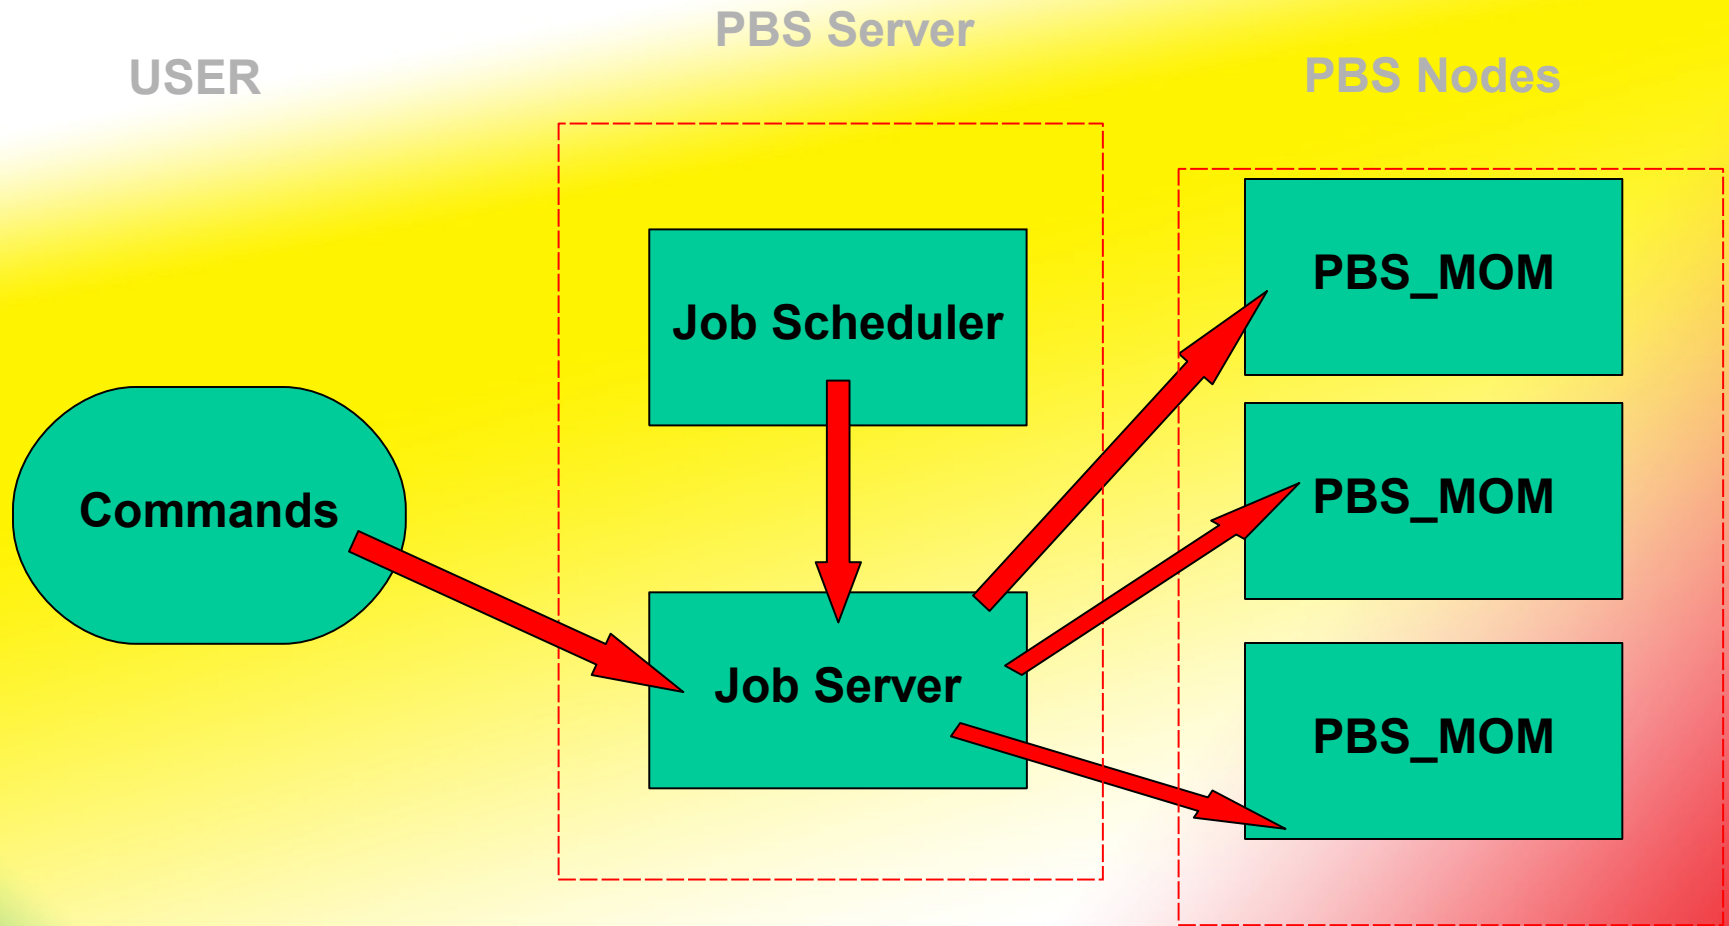 PBS Server
USER
PBS Nodes
PBS_MOM
Job Scheduler
PBS_MOM
Commands
Job Server
PBS_MOM